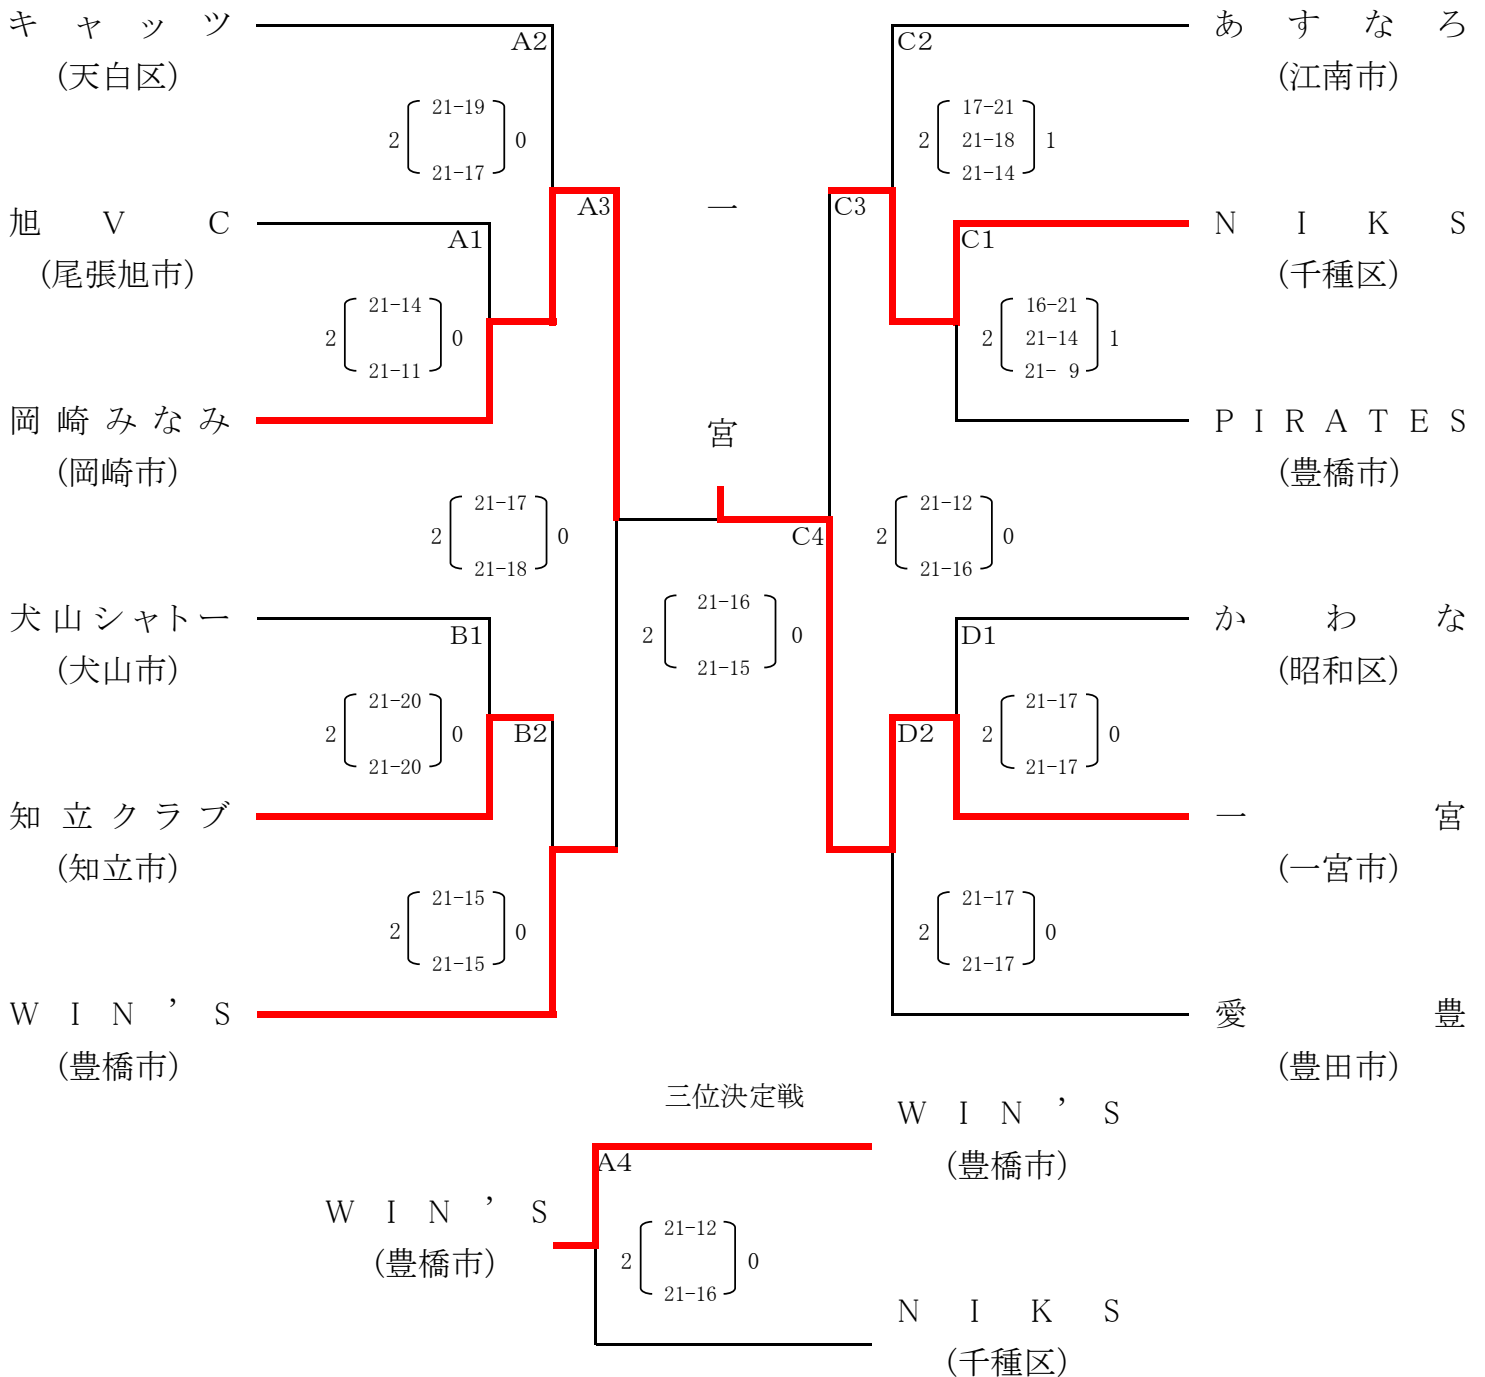 キャッツ
(天白区)
A2
21-19
2 0
21-17
旭VC
(尾張旭市)
A1
A3
21-14
2 0
21-11
岡崎みなみ
(岡崎市)
21-17
2 0
21-18
犬山シャトー
(犬山市)
B1
21-20
2 0
21-20
B2
知立クラブ
(知立市)
21-15
2 0
21-15
WIN’S
(豊橋市)
一
宮
C4
21-16
2 0
21-15
あすなろ
(江南市)
C2
17-21
2 21-18 1
21-14
C3
NIKS
(千種区)
C1
16-21
2 21-14 1
21- 9
PIRATES
(豊橋市)
21-12
2 0
21-16
かわな
(昭和区)
D1
21-17
2 0
21-17
D2
一宮
(一宮市)
21-17
2 0
21-17
愛豊
(豊田市)
三位決定戦
WIN’S
(豊橋市)
A4
WIN’S
(豊橋市)
21-12
2 0
21-16
NIKS
(千種区)